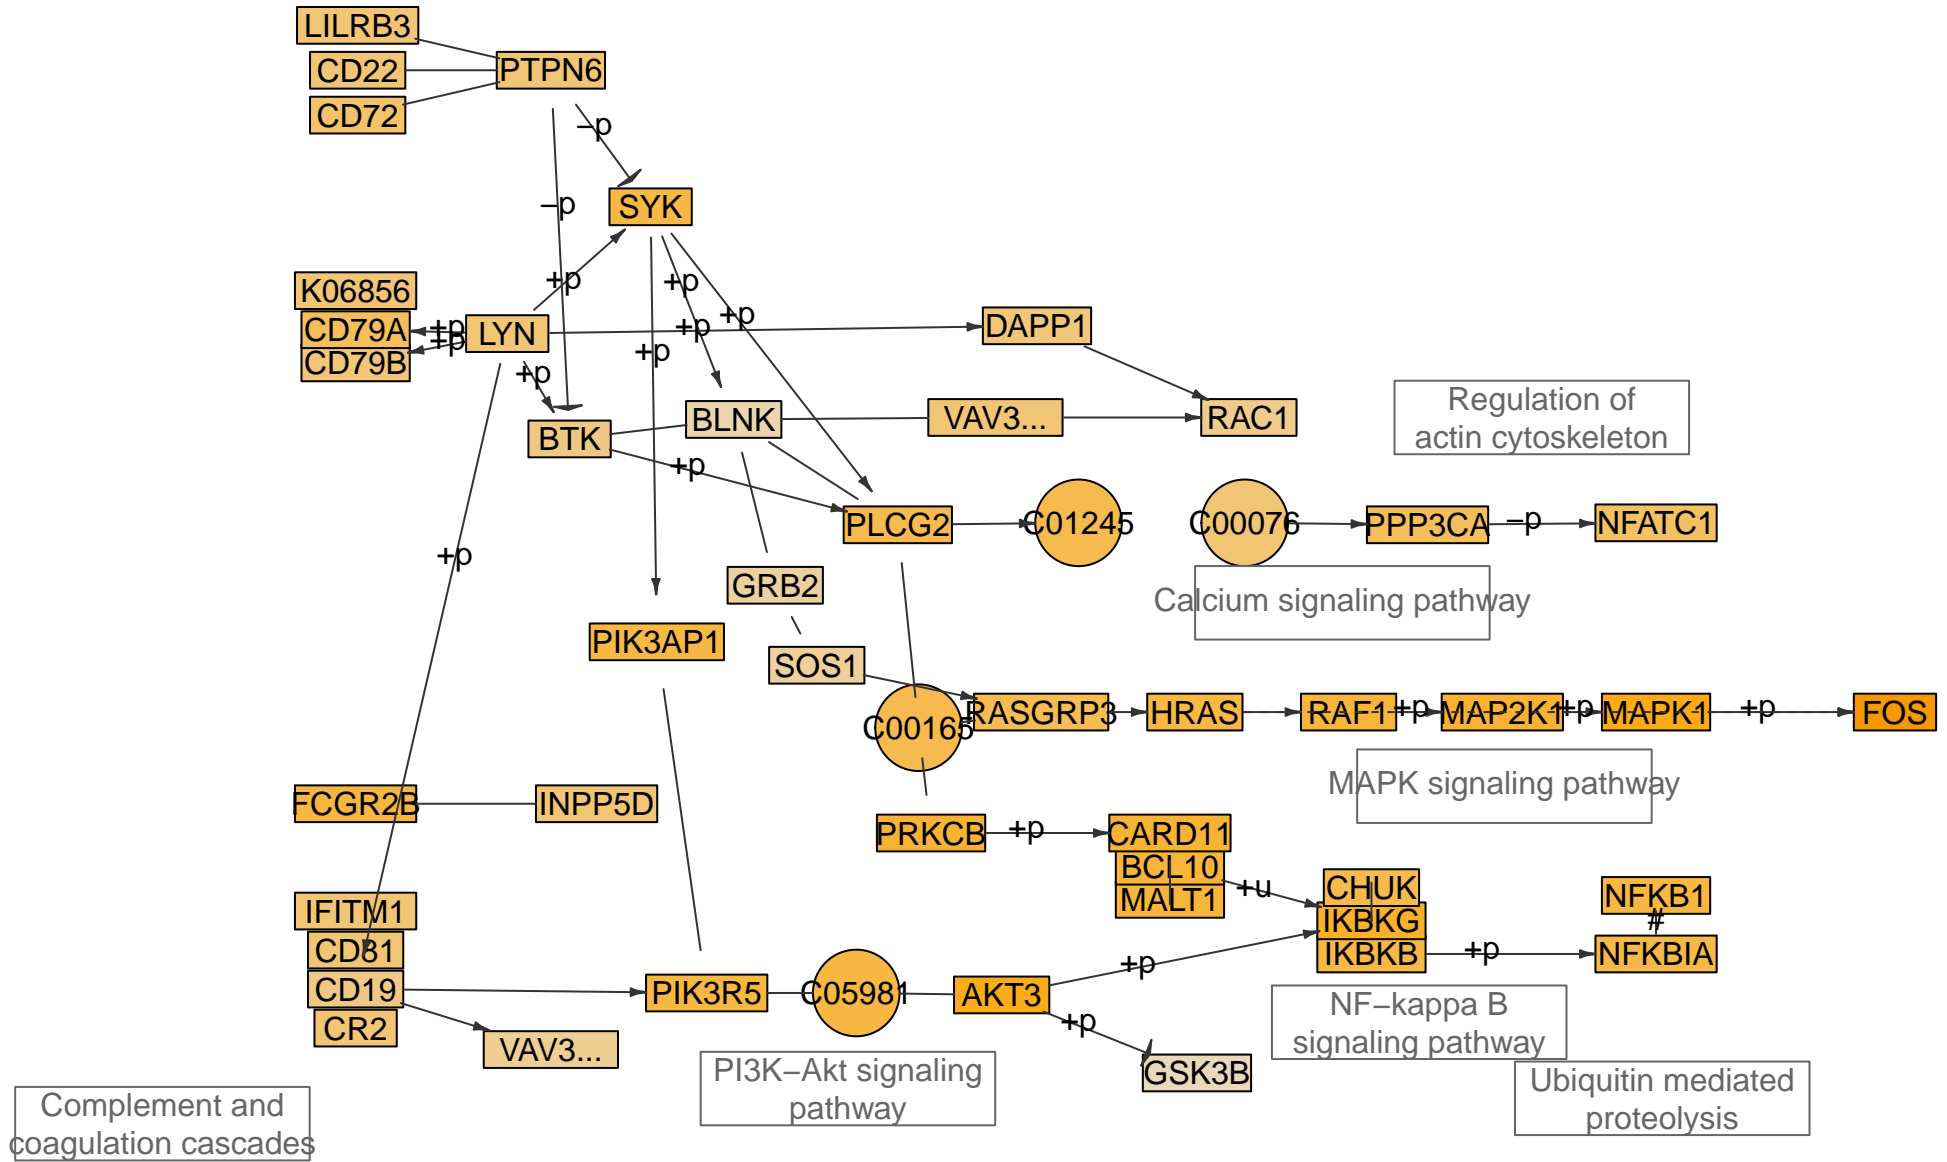 LILRB3
CD22
PTPN6
CD72
–p
–p
SYK
+p
+p
K06856
+p
CD79A
+p
LYN
+p
DAPP1
+p
CD79B
+p
+p
BLNK
VAV3...
RAC1
Regulation of
actin cytoskeleton
BTK
+p
PLCG2
C01245
C00076
PPP3CA
–p
NFATC1
+p
GRB2
Calcium signaling pathway
PIK3AP1
SOS1
C00165
RASGRP3
HRAS
RAF1
+p
MAP2K1
+p
MAPK1
+p
FOS
MAPK signaling pathway
FCGR2B
INPP5D
PRKCB
+p
CARD11
BCL10
MALT1
+u
CHUK
IKBKG
IKBKB
NFKB1
#
NFKBIA
+p
IFITM1
CD81
CD19
CR2
PIK3R5
C05981
AKT3
+p
+p
VAV3...
GSK3B
NF–kappa B
signaling pathway
PI3K–Akt signaling
pathway
Ubiquitin mediated
proteolysis
Complement and
coagulation cascades